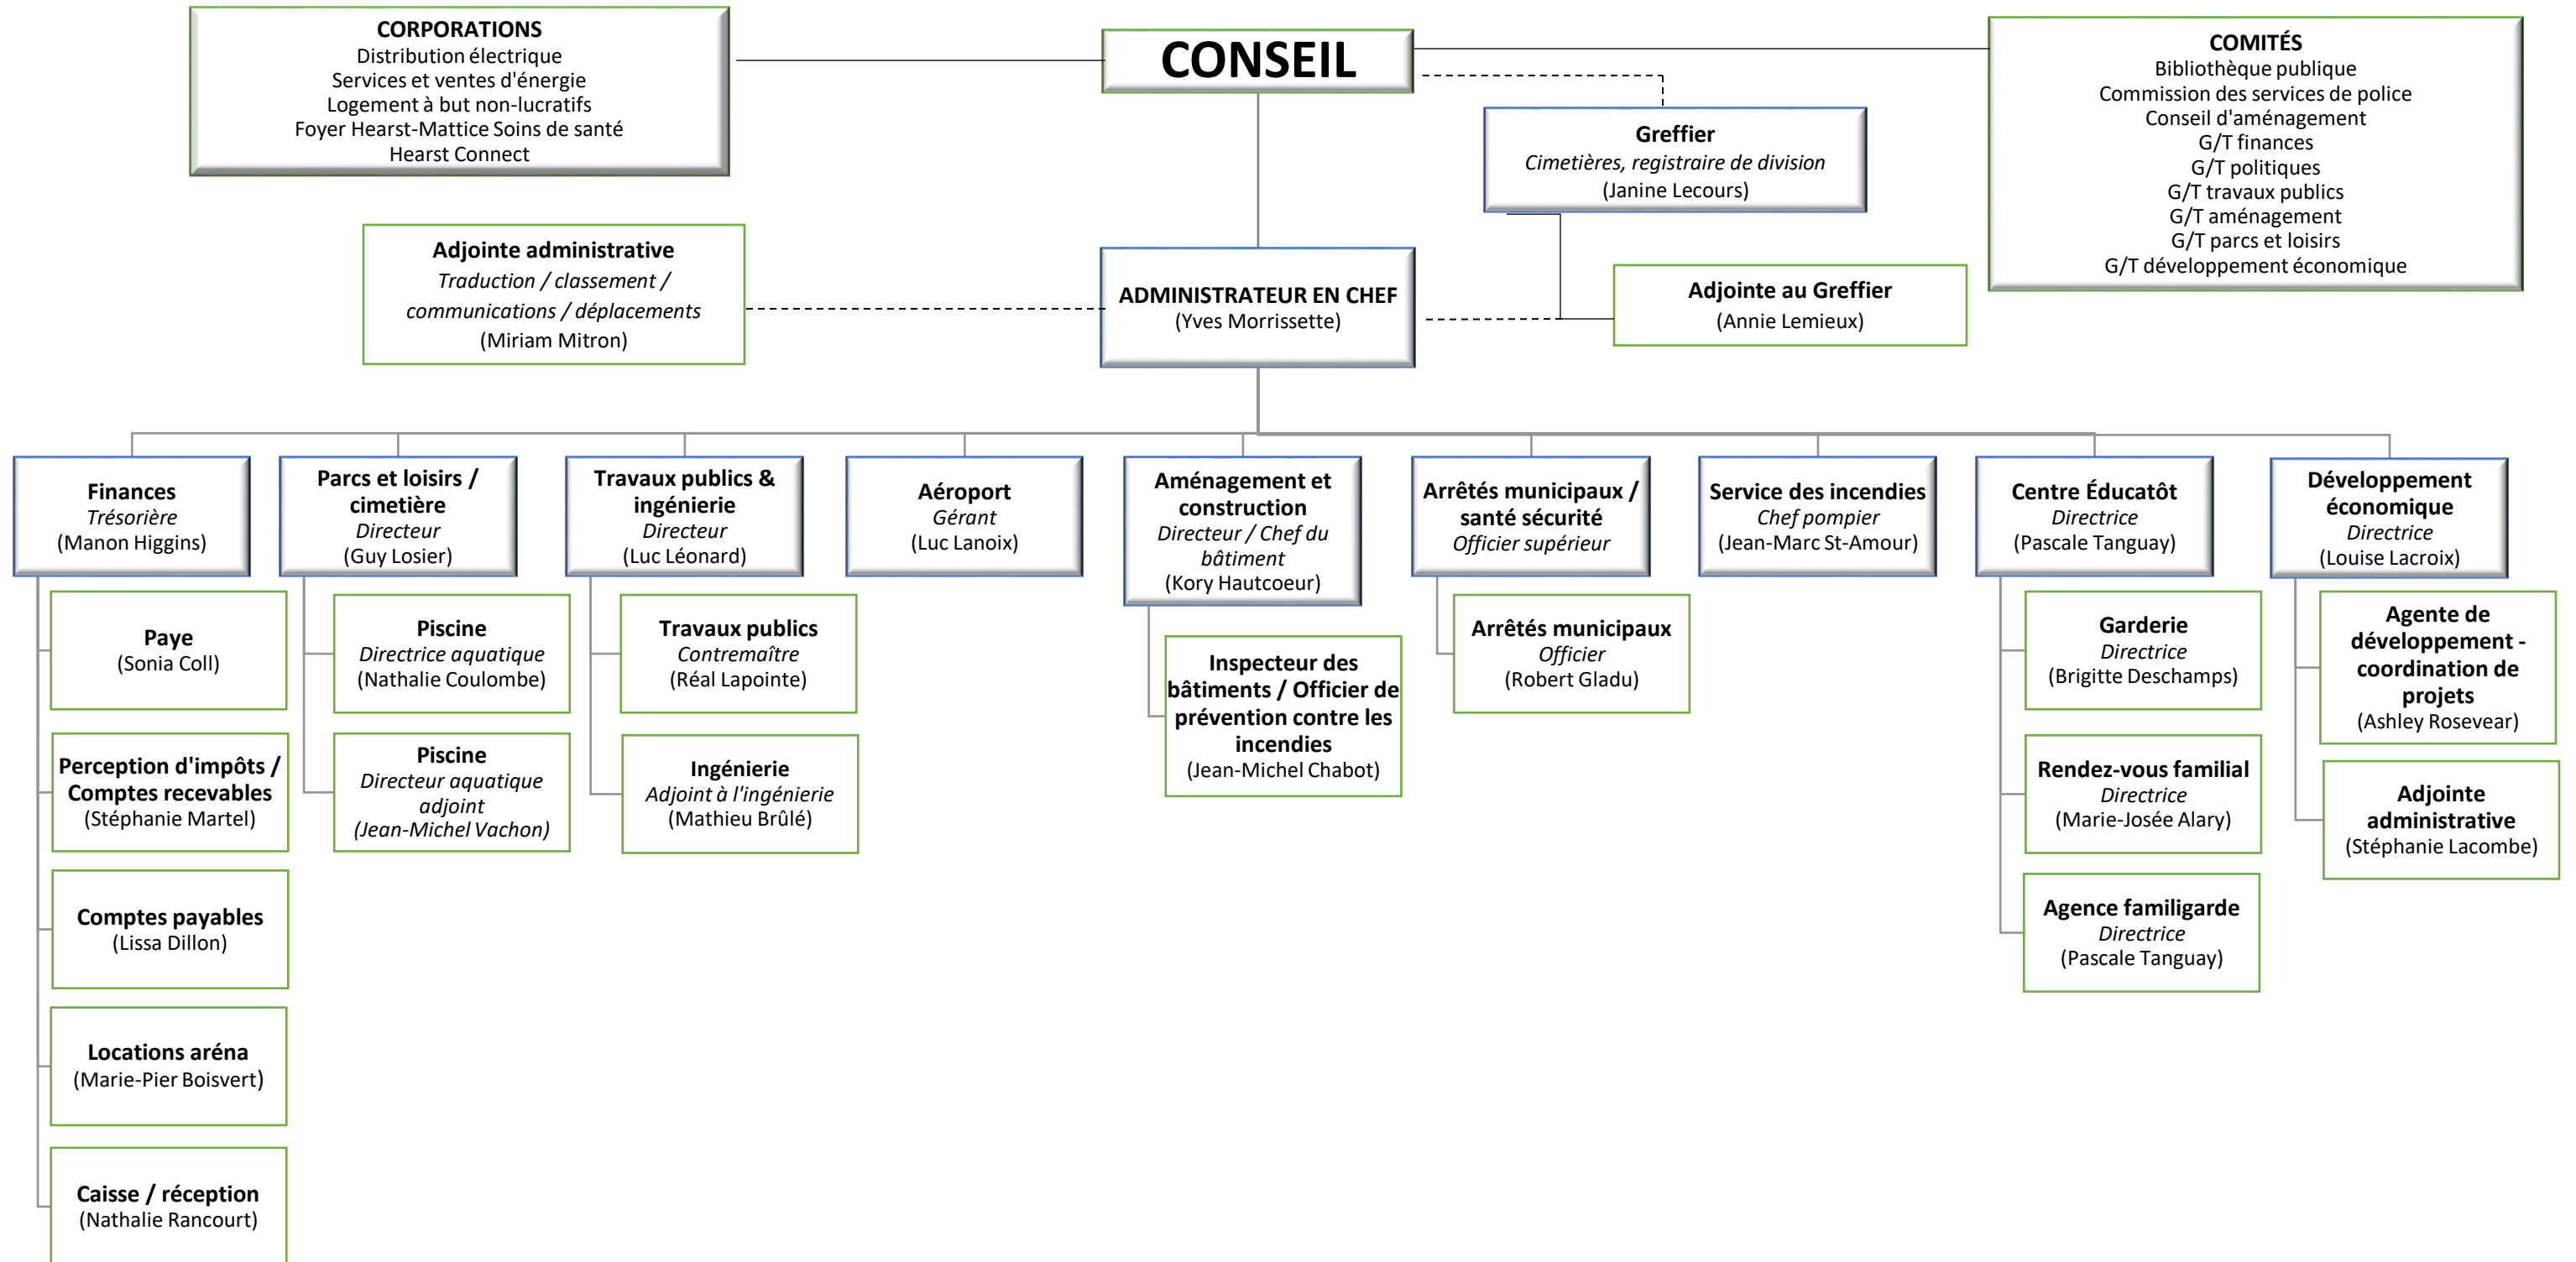 CORPORATIONS
Distribution électrique
Services et ventes d'énergie
Logement à but non-lucratifs
Foyer Hearst-Mattice Soins de santé
Hearst Connect
CONSEIL
COMITÉS
Bibliothèque publique
Commission des services de police
Conseil d'aménagement
G/T finances
G/T politiques
G/T travaux publics
G/T aménagement
G/T parcs et loisirs
G/T développement économique
Greffier
Cimetières, registraire de division
(Janine Lecours)
Adjointe administrative
Traduction / classement /
communications / déplacements
(Miriam Mitron)
ADMINISTRATEUR EN CHEF
(Yves Morrissette)
Adjointe au Greffier
(Annie Lemieux)
Finances
Trésorière
(Manon Higgins)
Parcs et loisirs /
cimetière
Directeur
(Guy Losier)
Travaux publics &
ingénierie
Directeur
(Luc Léonard)
Aéroport
Gérant
(Luc Lanoix)
Aménagement et
construction
Directeur / Chef du
bâtiment
(Kory Hautcoeur)
Arrêtés municipaux /
santé sécurité
Officier supérieur
Service des incendies
Chef pompier
(Jean-Marc St-Amour)
Centre Éducatôt
Directrice
(Pascale Tanguay)
Développement
économique
Directrice
(Louise Lacroix)
Paye
(Sonia Coll)
Perception d'impôts /
Comptes recevables
(Stéphanie Martel)
Comptes payables
(Lissa Dillon)
Locations aréna
(Marie-Pier Boisvert)
Caisse / réception
(Nathalie Rancourt)
Piscine
Directrice aquatique
(Nathalie Coulombe)
Piscine
Directeur aquatique
adjoint
(Jean-Michel Vachon)
Travaux publics
Contremaître
(Réal Lapointe)
Ingénierie
Adjoint à l'ingénierie
(Mathieu Brûlé)
Inspecteur des
bâtiments / Officier de
prévention contre les
incendies
(Jean-Michel Chabot)
Arrêtés municipaux
Officier
(Robert Gladu)
Garderie
Directrice
(Brigitte Deschamps)
Rendez-vous familial
Directrice
(Marie-Josée Alary)
Agence familigarde
Directrice
(Pascale Tanguay)
Agente de
développement -
coordination de
projets
(Ashley Rosevear)
Adjointe
administrative
(Stéphanie Lacombe)